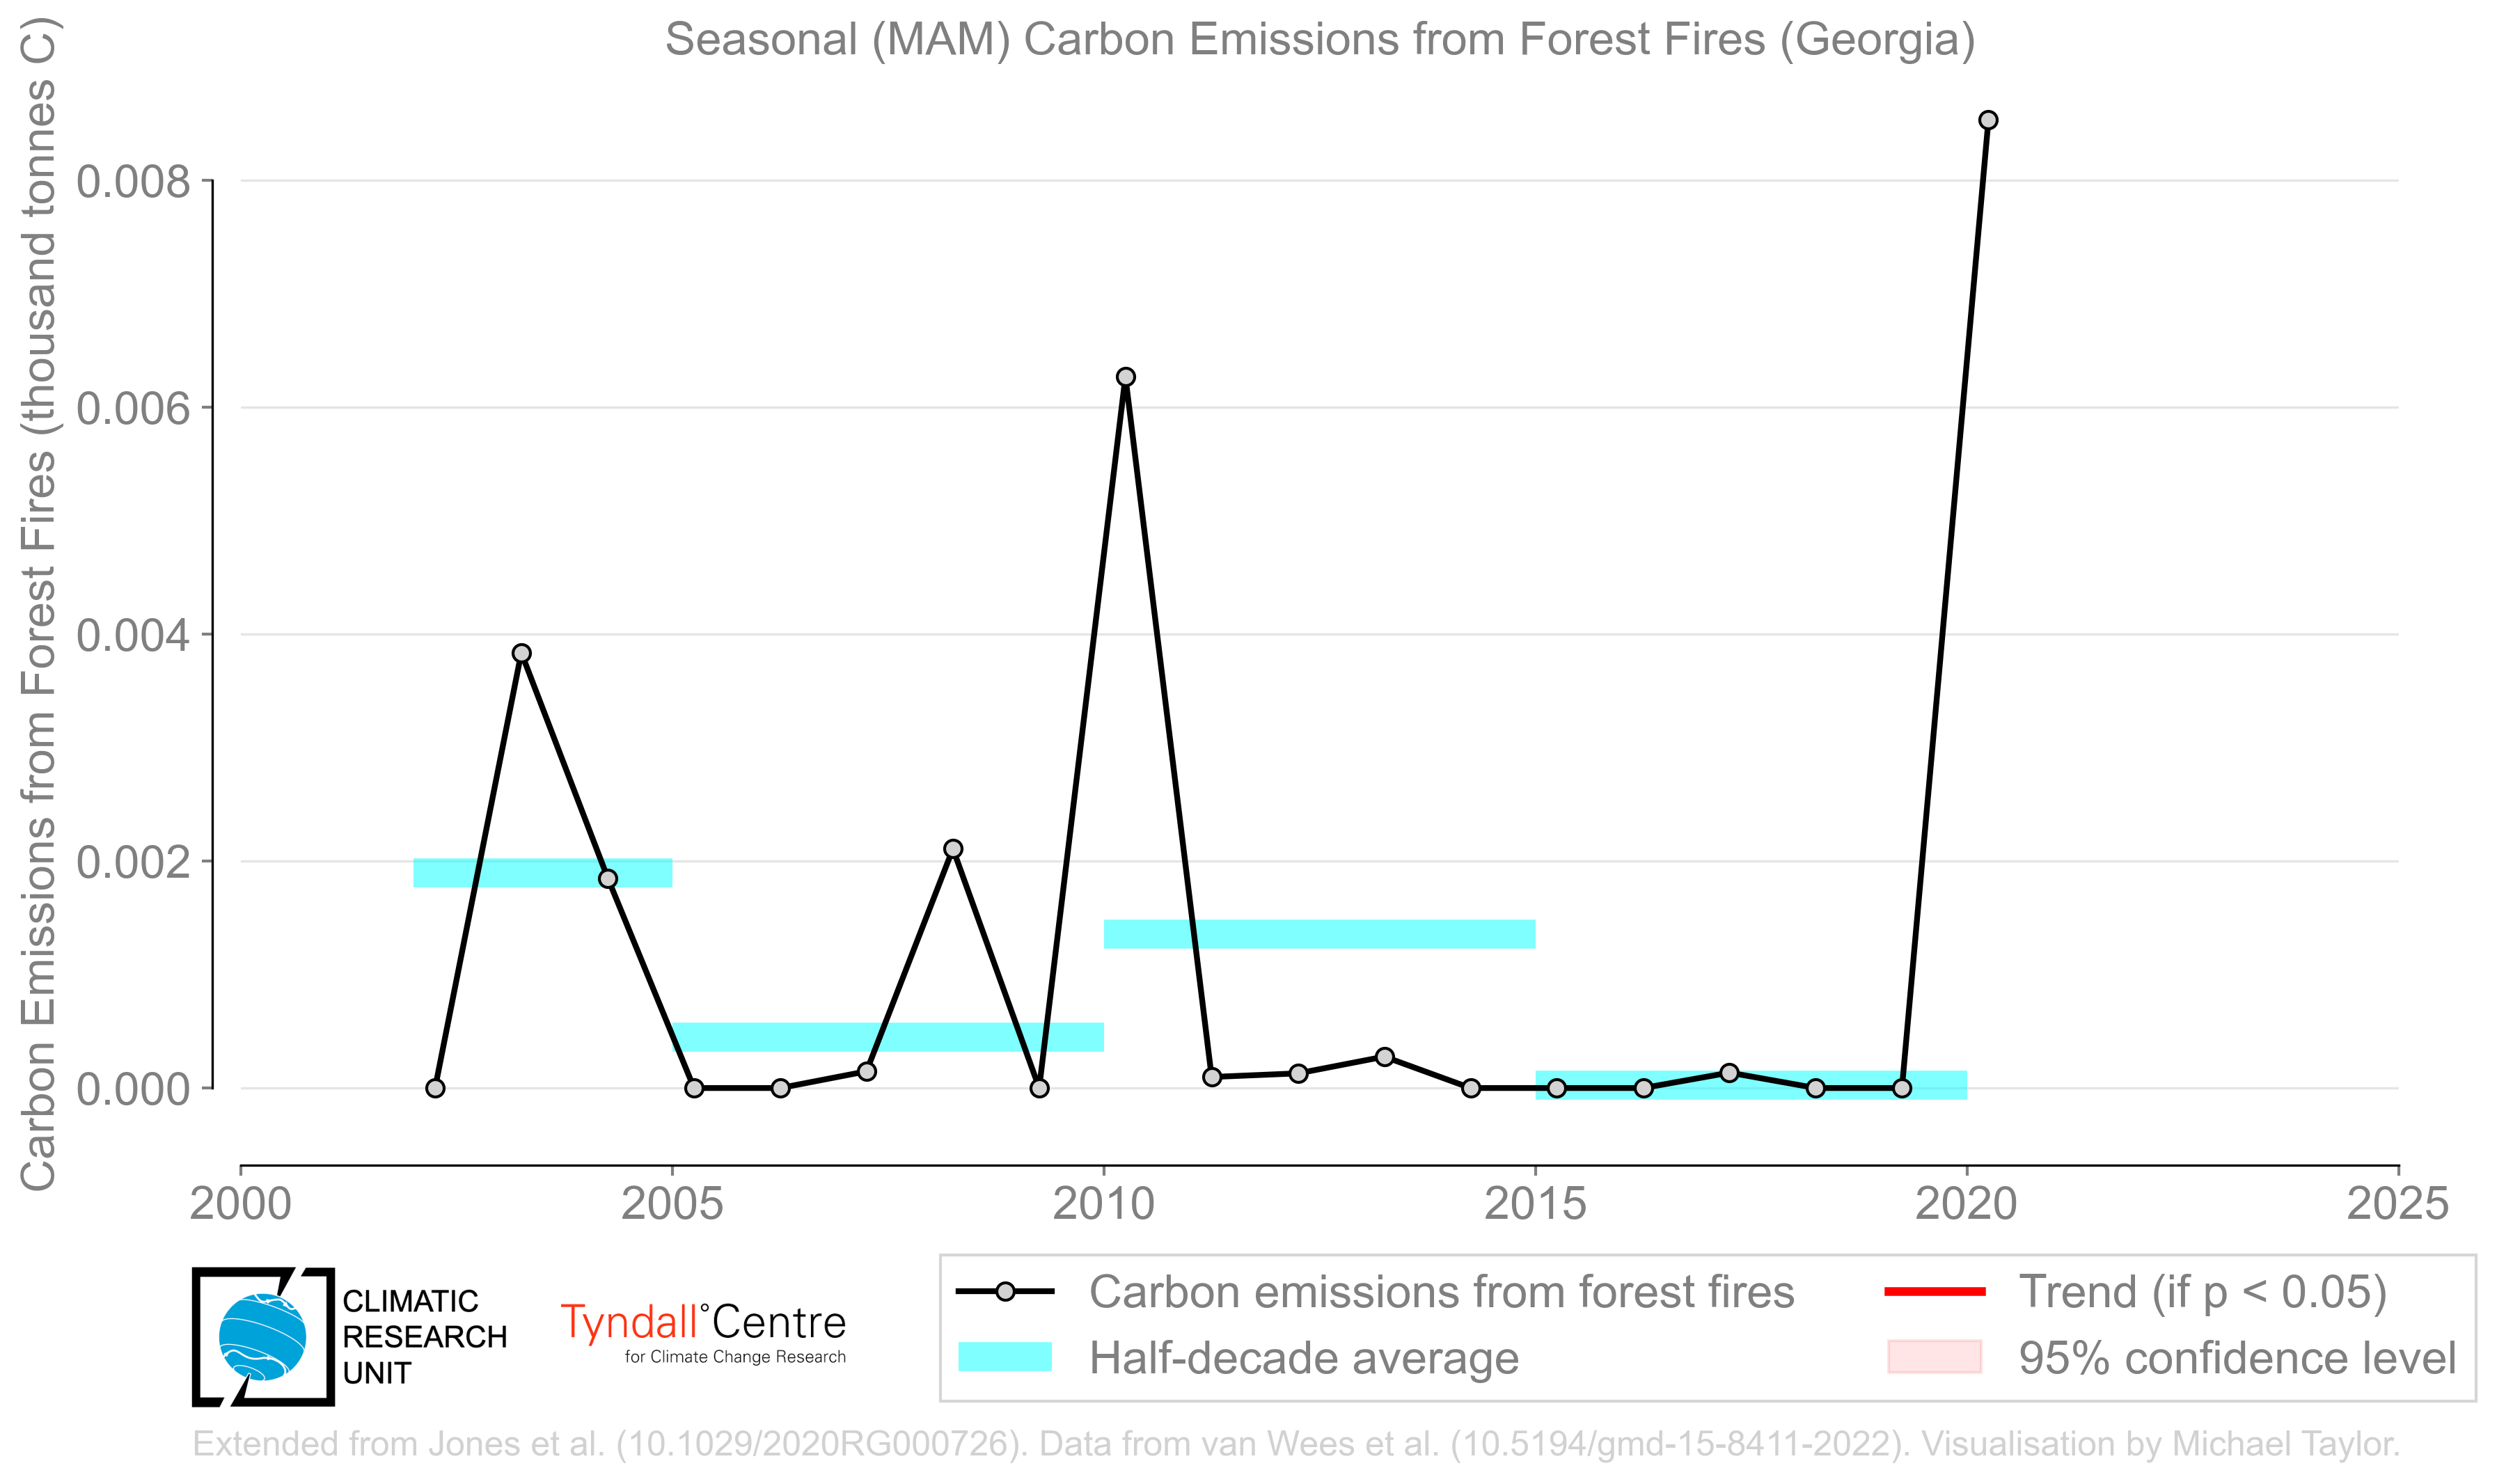 Seasonal (MAM) Carbon Emissions from Forest Fires (Georgia)
Carbon Emissions from Forest Fires (thousand tonnes C)
0.008
0.006
0.004
0.002
0.000
2000
2005
2010
2015
2020
2025
CLIMATIC
RESEARCH
UNIT
Tyndall°Centre
for Climate Change Research
Carbon emissions from forest fires
Half-decade average
Trend (if p < 0.05)
95% confidence level
Extended from Jones et al. (10.1029/2020RG000726). Data from van Wees et al. (10.5194/gmd-15-8411-2022). Visualisation by Michael Taylor.